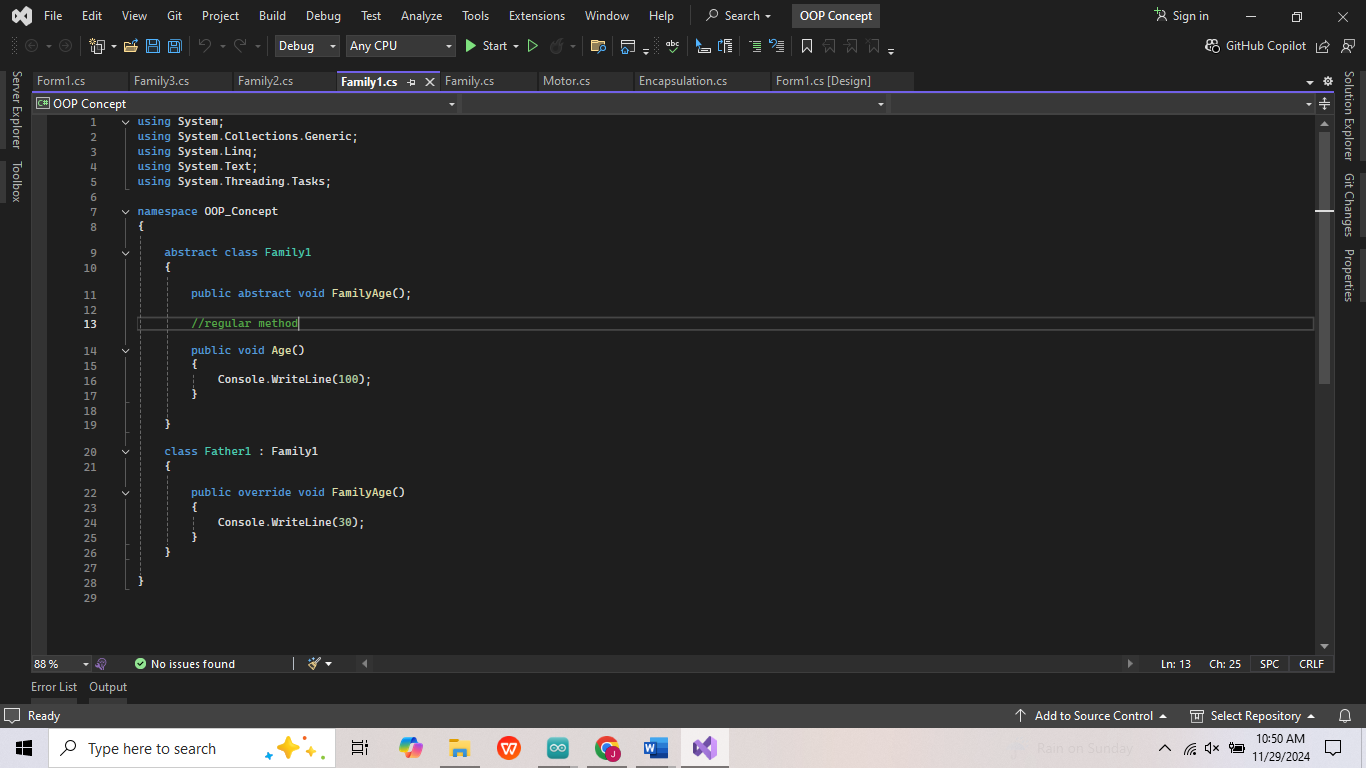 File Edit View Git Project Build Debug Test Analyze Tools Extensions Window Help Search OOP Concept Sign in
Debug Any CPU Start GitHub Copilot
Form1.cs Family3.cs Family2.cs Family1.cs Family.cs Motor.cs Encapsulation.cs Form1.cs [Design]
Server Explorer
Toolbox
Solution Explorer
Git Changes
Properties
C# OOP Concept
1 using System;
2 using System.Collections.Generic;
3 using System.Linq;
4 using System.Text;
5 using System.Threading.Tasks;
6
7 namespace OOP_Concept
8 {
9 abstract class Family1
10 {
11 public abstract void FamilyAge();
12
13 //regular method
14 public void Age()
15 {
16 Console.WriteLine(100);
17 }
18
19 }
20 class Father1 : Family1
21 {
22 public override void FamilyAge()
23 {
24 Console.WriteLine(30);
25 }
26 }
27
28 }
29
88 % No issues found Ln: 13 Ch: 25 SPC CRLF
Error List Output
Ready Add to Source Control Select Repository
Type here to search Rain on Sunday 10:50 AM
11/29/2024